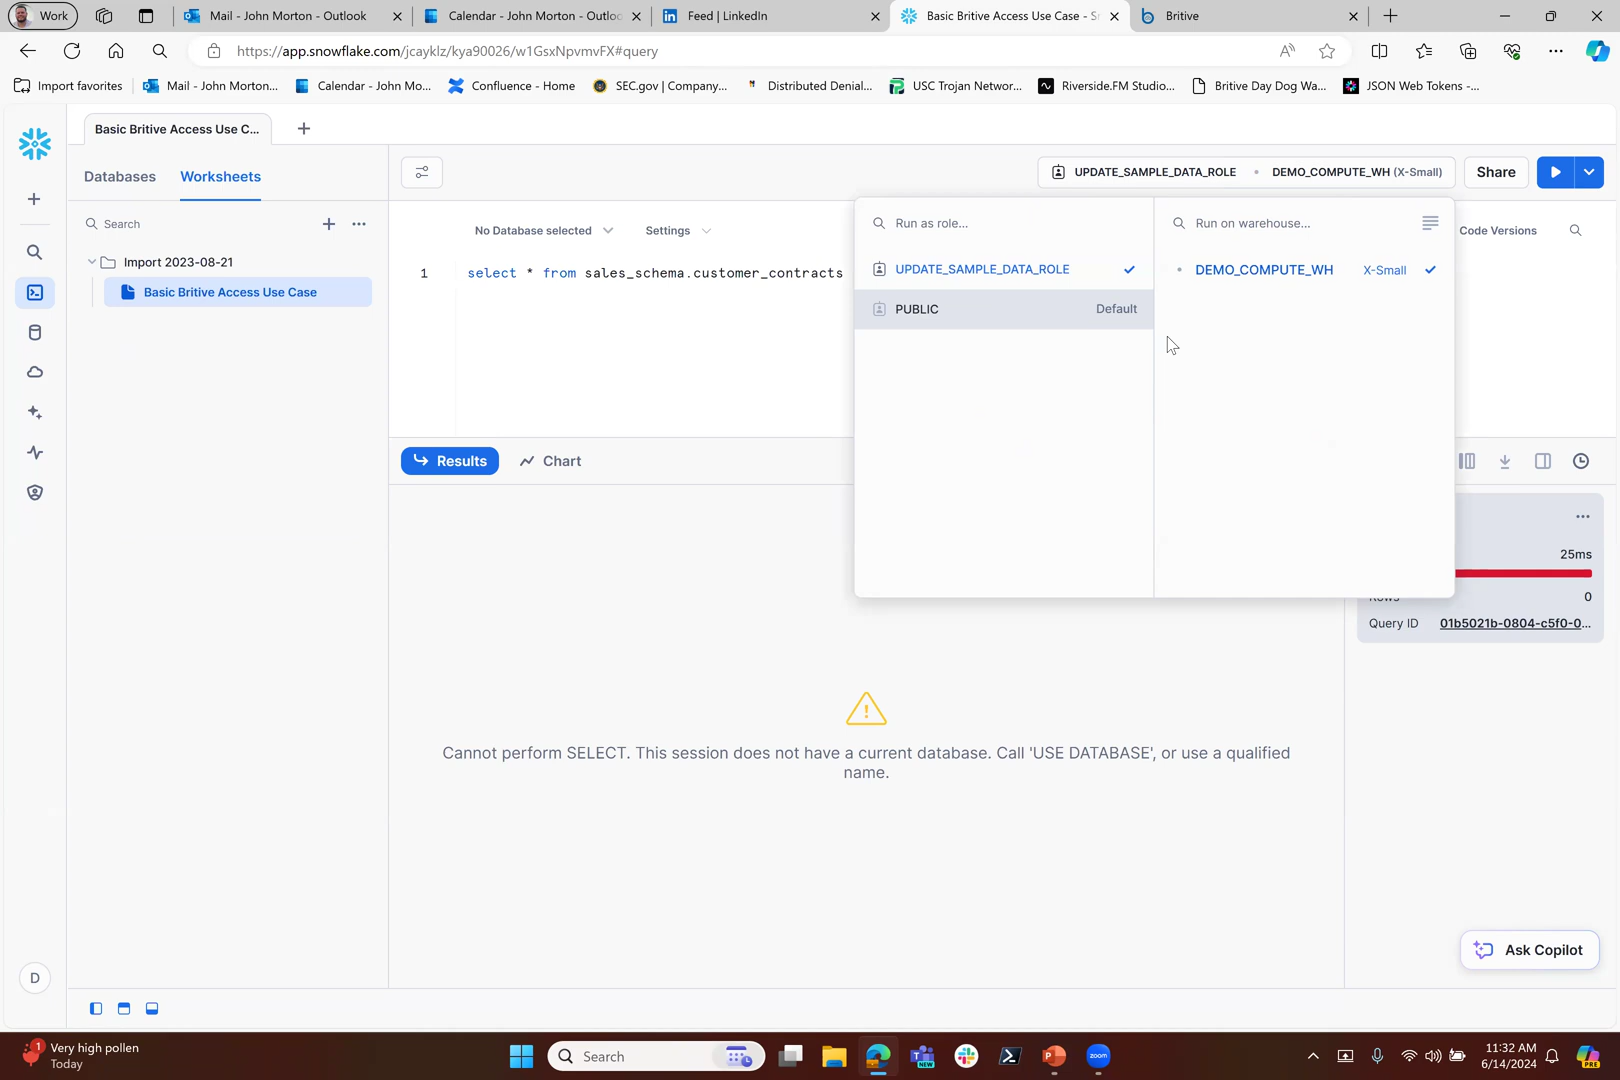 Work
Mail - John Morton - Outlook
Calendar - John Morton - Outloo
Feed | LinkedIn
Basic Britive Access Use Case - S
Britive
https://app.snowflake.com/jcayklz/kya90026/w1GsxNpvmvFX#query
Import favorites
Mail - John Morton...
Calendar - John Mo...
Confluence - Home
SEC.gov | Company...
Distributed Denial...
USC Trojan Networ...
Riverside.FM Studio...
Britive Day Dog Wa...
JSON Web Tokens -...
Basic Britive Access Use C...
Databases
Worksheets
UPDATE_SAMPLE_DATA_ROLE
DEMO_COMPUTE_WH (X-Small)
Share
Search
No Database selected
Settings
Run as role...
Run on warehouse...
Code Versions
Import 2023-08-21
1
select * from sales_schema.customer_contracts
UPDATE_SAMPLE_DATA_ROLE
DEMO_COMPUTE_WH
X-Small
Basic Britive Access Use Case
PUBLIC
Default
Results
Chart
25ms
Rows
0
Query ID
01b5021b-0804-c5f0-0...
Cannot perform SELECT. This session does not have a current database. Call 'USE DATABASE', or use a qualified
name.
Ask Copilot
D
1
Very high pollen
Today
Search
NEW
zoom
11:32 AM
6/14/2024
PRE